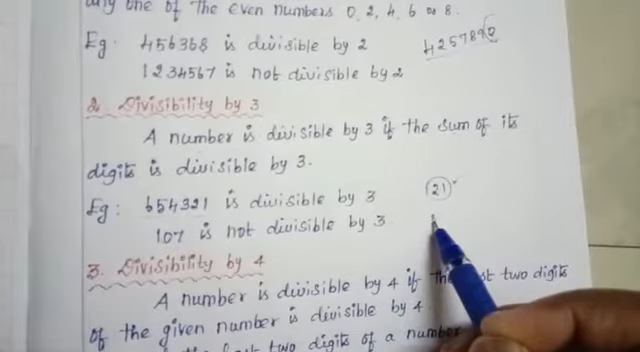 any one of the even numbers 0, 2, 4, 6 or 8.
Eg. 456368 is divisible by 2
4257890
1234567 is not divisible by 2
2. Divisibility by 3
A number is divisible by 3 if the sum of its
digits is divisible by 3.
Eg: 654321 is divisible by 3
21
107 is not divisible by 3
3. Divisibility by 4
A number is divisible by 4 if two digits
of the given number is divisible by 4.
two digits of a number